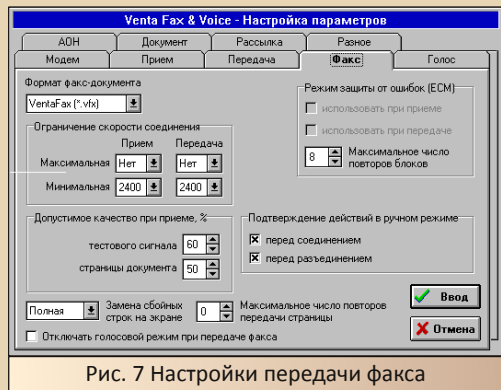 Venta Fax & Voice - Настройка параметров
АОН Документ Рассылка Разное
Модем Прием Передача Факс Голос
Формат факс-документа
VentaFax (*.vfx)
Режим защиты от ошибок (ECM)
использовать при приеме
использовать при передаче
8 Максимальное число повторов блоков
Ограничение скорости соединения
Прием Передача
Максимальная Нет Нет
Минимальная 2400 2400
Допустимое качество при приеме, %
тестового сигнала 60
страницы документа 50
Подтверждение действий в ручном режиме
перед соединением
перед разъединением
Полная Замена сбойных строк на экране
0 Максимальное число повторов передачи страницы
Отключать голосовой режим при передаче факса
Ввод
Отмена
Рис. 7 Настройки передачи факса